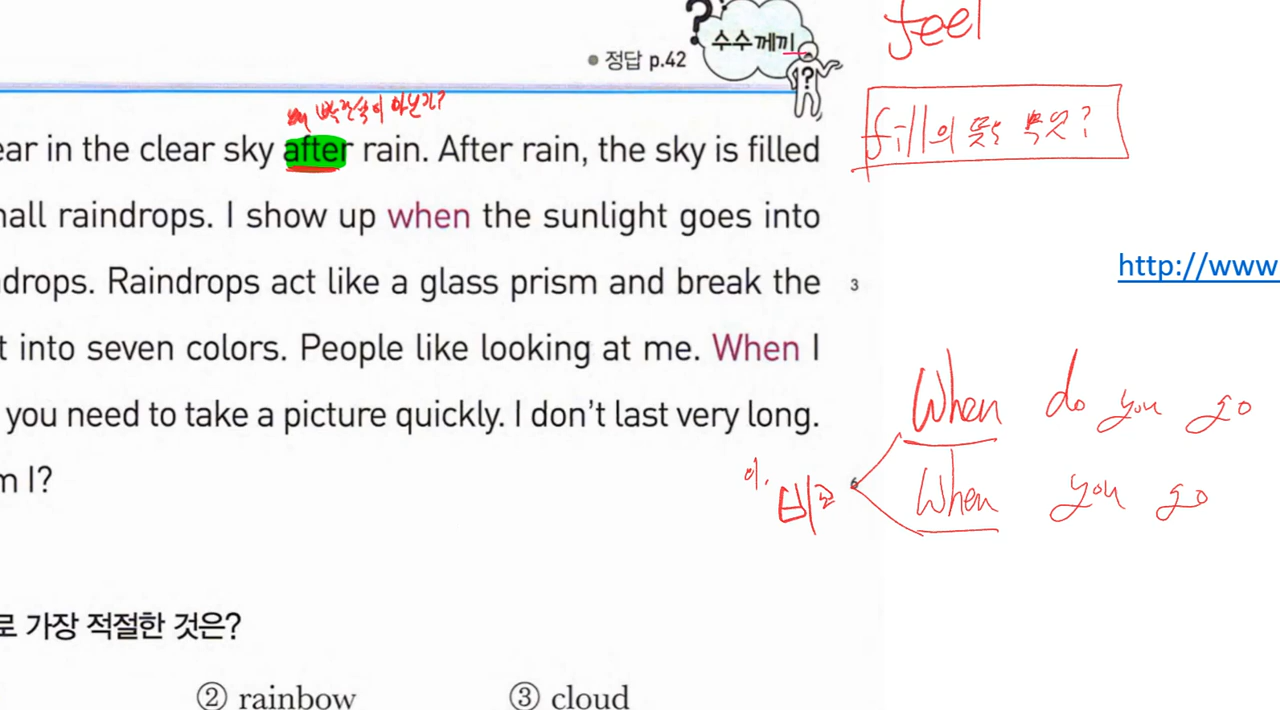 수수께끼
feel
● 정답 p.42
?
fill의 뜻은 무엇?
ear in the clear sky after rain. After rain, the sky is filled
nall raindrops. I show up when the sunlight goes into
http://www
drops. Raindrops act like a glass prism and break the
3
t into seven colors. People like looking at me. When I
When do you go
you need to take a picture quickly. I don't last very long.
m I?
비교
6
When you go
로 가장 적절한 것은?
② rainbow
③ cloud